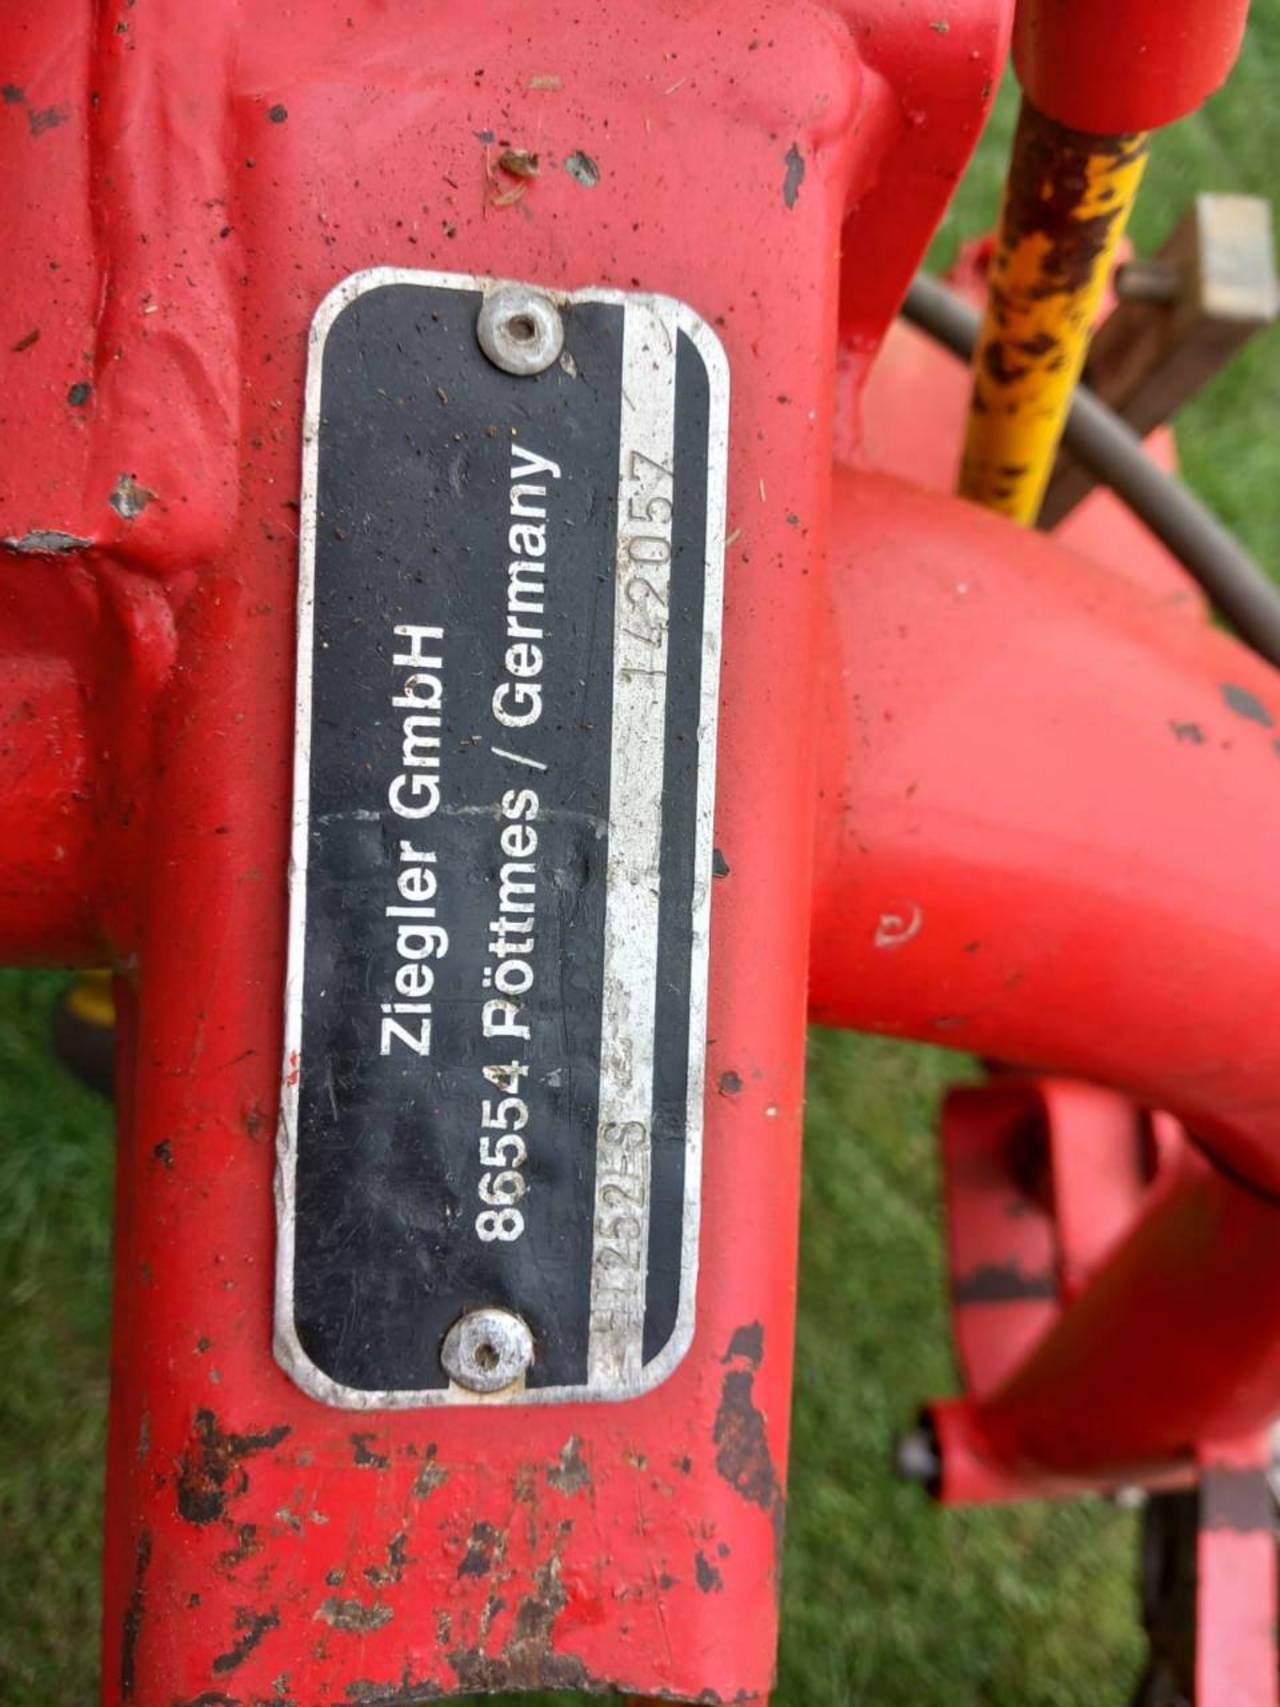 Ziegler GmbH
86554 Pöttmes / Germany
142057